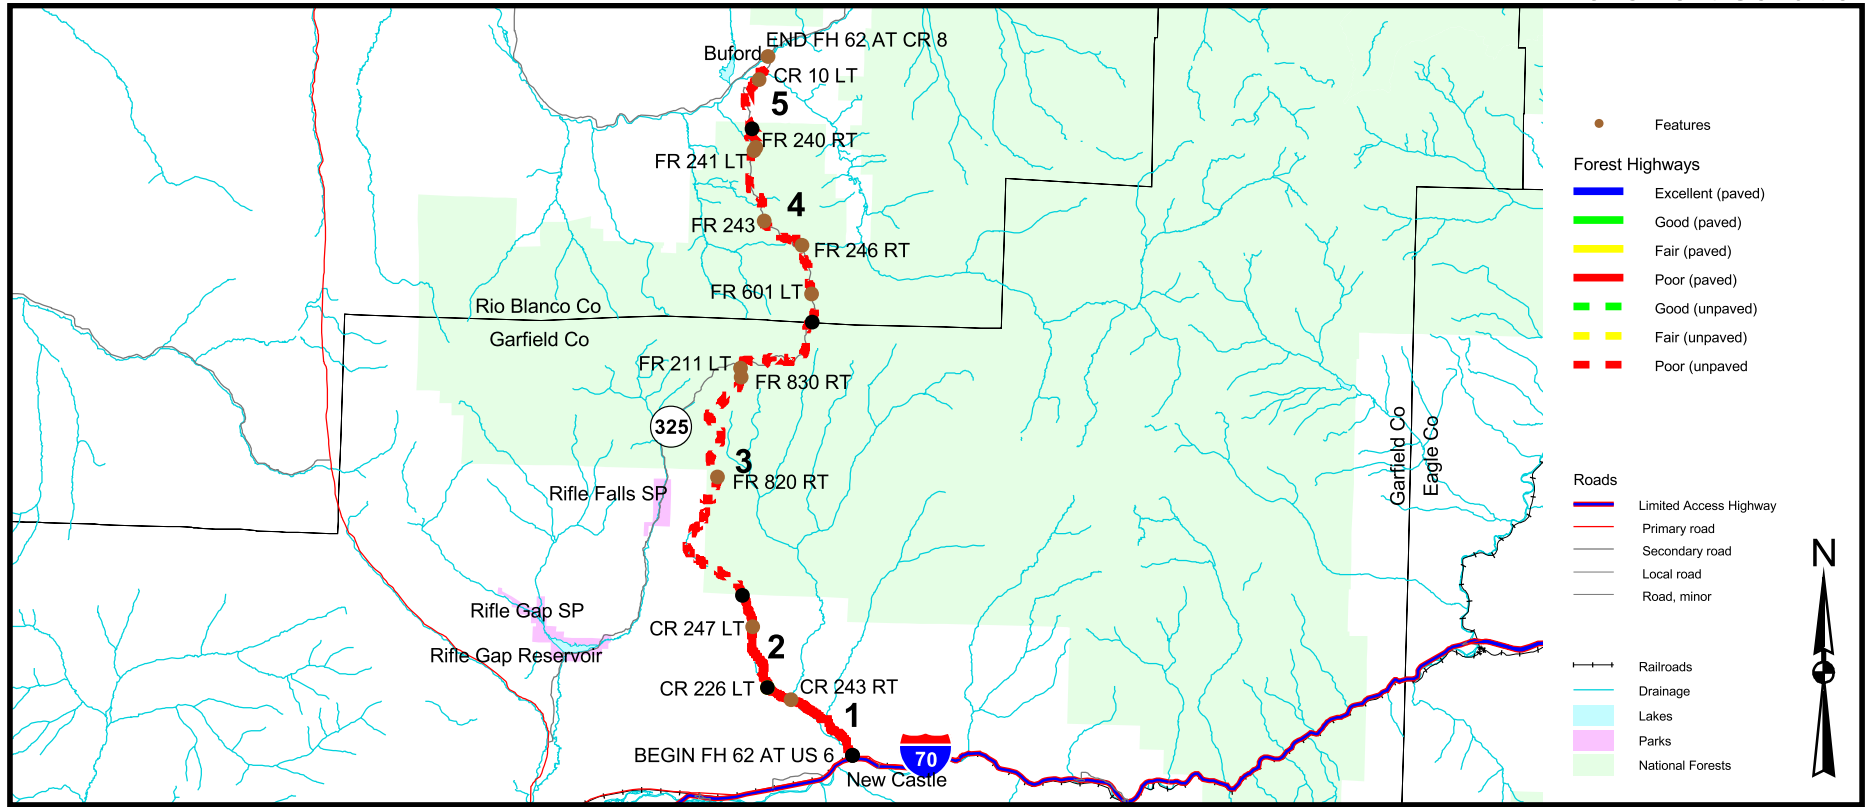 END FH 62 AT CR 8
Buford
CR 10 LT
5
FR 240 RT
FR 241 LT
4
FR 243
FR 246 RT
FR 601 LT
Rio Blanco Co
Garfield Co
FR 211 LT
FR 830 RT
325
3
FR 820 RT
Rifle Falls SP
Garfield Co
Eagle Co
Rifle Gap SP
CR 247 LT
2
Rifle Gap Reservoir
CR 226 LT
CR 243 RT
1
BEGIN FH 62 AT US 6
70
New Castle
Features
Forest Highways
Excellent (paved)
Good (paved)
Fair (paved)
Poor (paved)
Good (unpaved)
Fair (unpaved)
Poor (unpaved
Roads
Limited Access Highway
Primary road
Secondary road
Local road
Road, minor
N
Railroads
Drainage
Lakes
Parks
National Forests